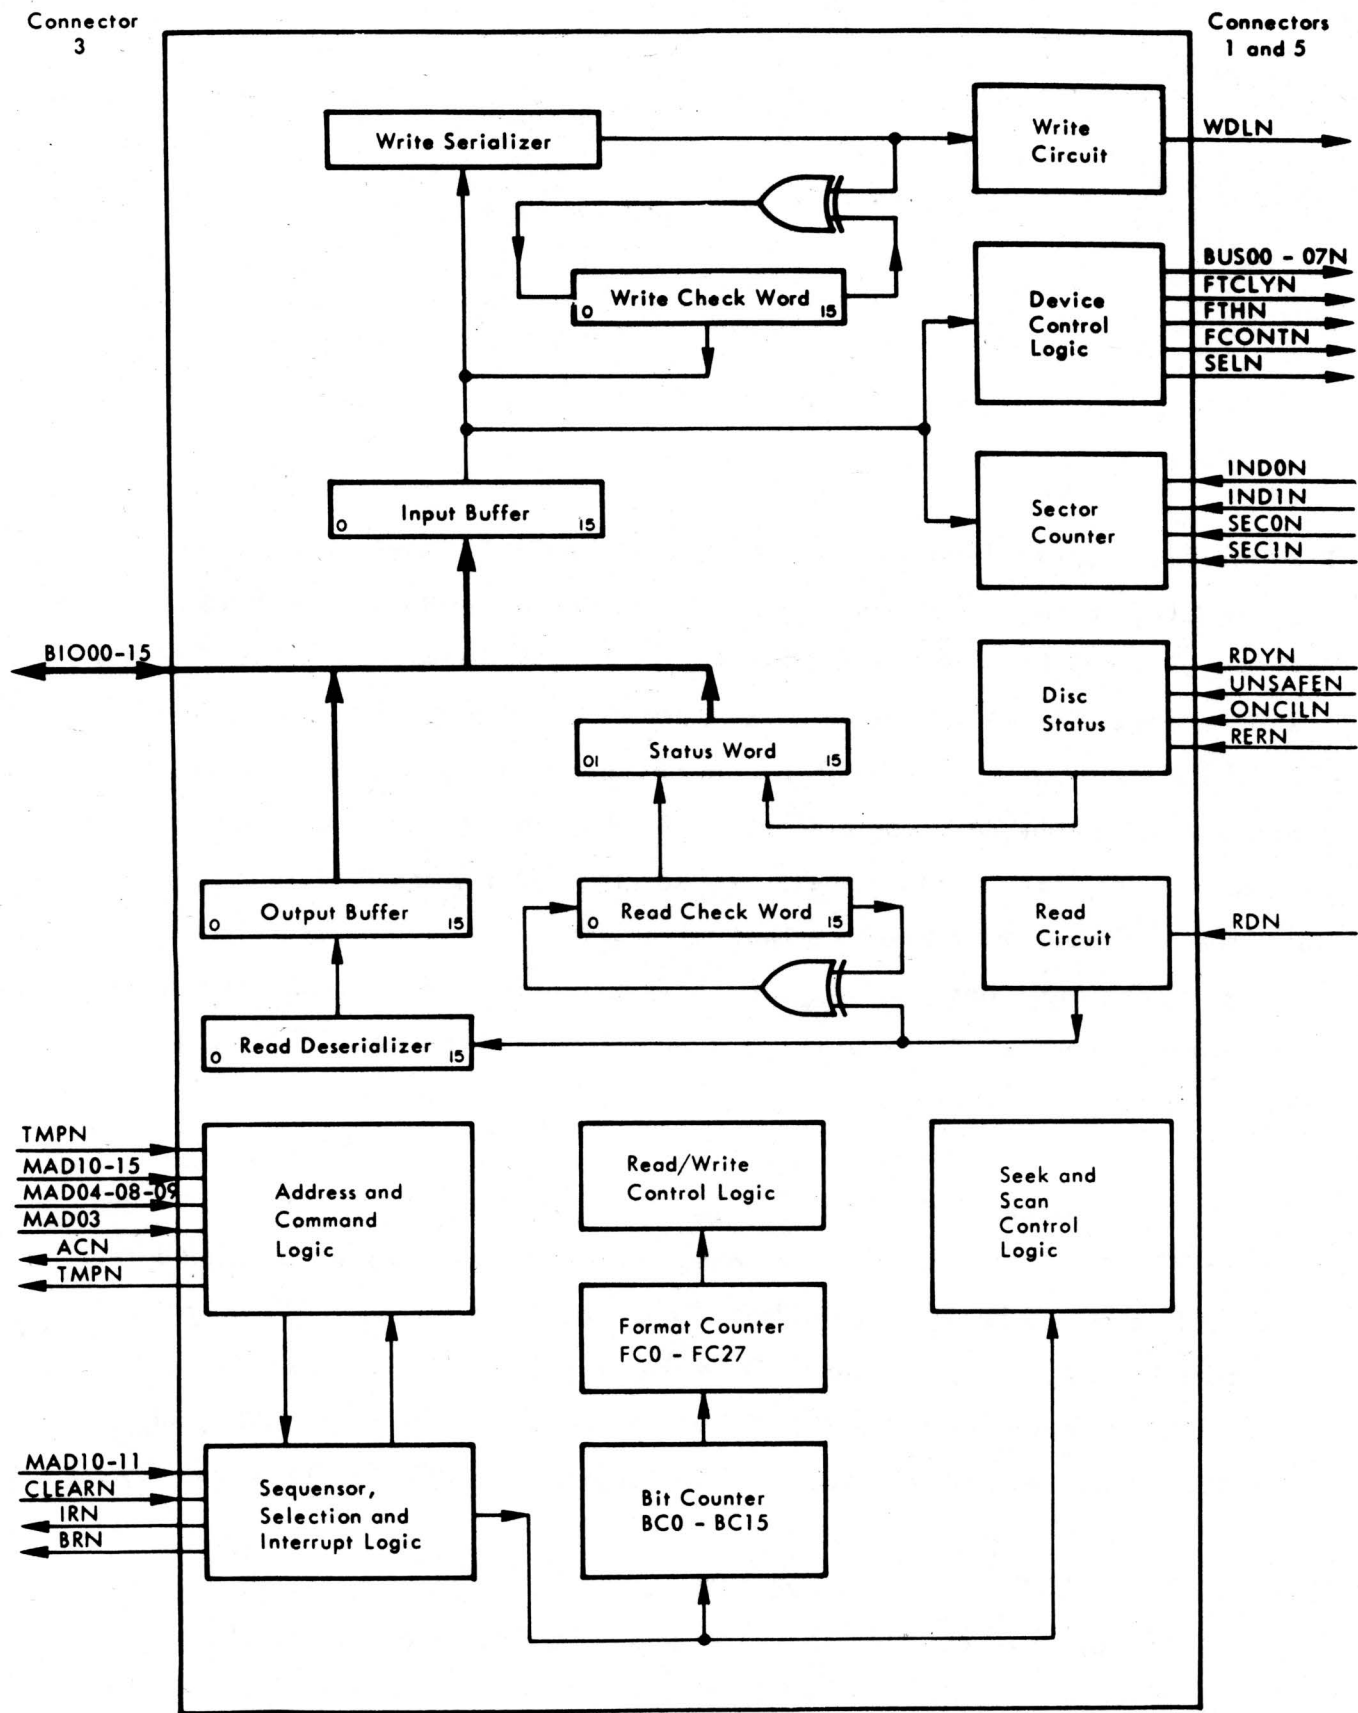 Connector
3
Connectors
1 and 5
Write Serializer
Write
Circuit
WDLN
0 Write Check Word 15
Device
Control
Logic
BUS00 - 07N
FTCLYN
FTHN
FCONTN
SELN
0 Input Buffer 15
Sector
Counter
IND0N
IND1N
SEC0N
SEC1N
BIO00-15
01 Status Word 15
Disc
Status
RDYN
UNSAFEN
ONCILN
RERN
0 Output Buffer 15
0 Read Check Word 15
Read
Circuit
RDN
0 Read Deserializer 15
TMPN
MAD10-15
MAD04-08-09
MAD03
ACN
TMPN
Address and
Command
Logic
Read/Write
Control Logic
Seek and
Scan
Control
Logic
Format Counter
FC0 - FC27
MAD10-11
CLEARN
IRN
BRN
Sequensor,
Selection and
Interrupt Logic
Bit Counter
BC0 - BC15